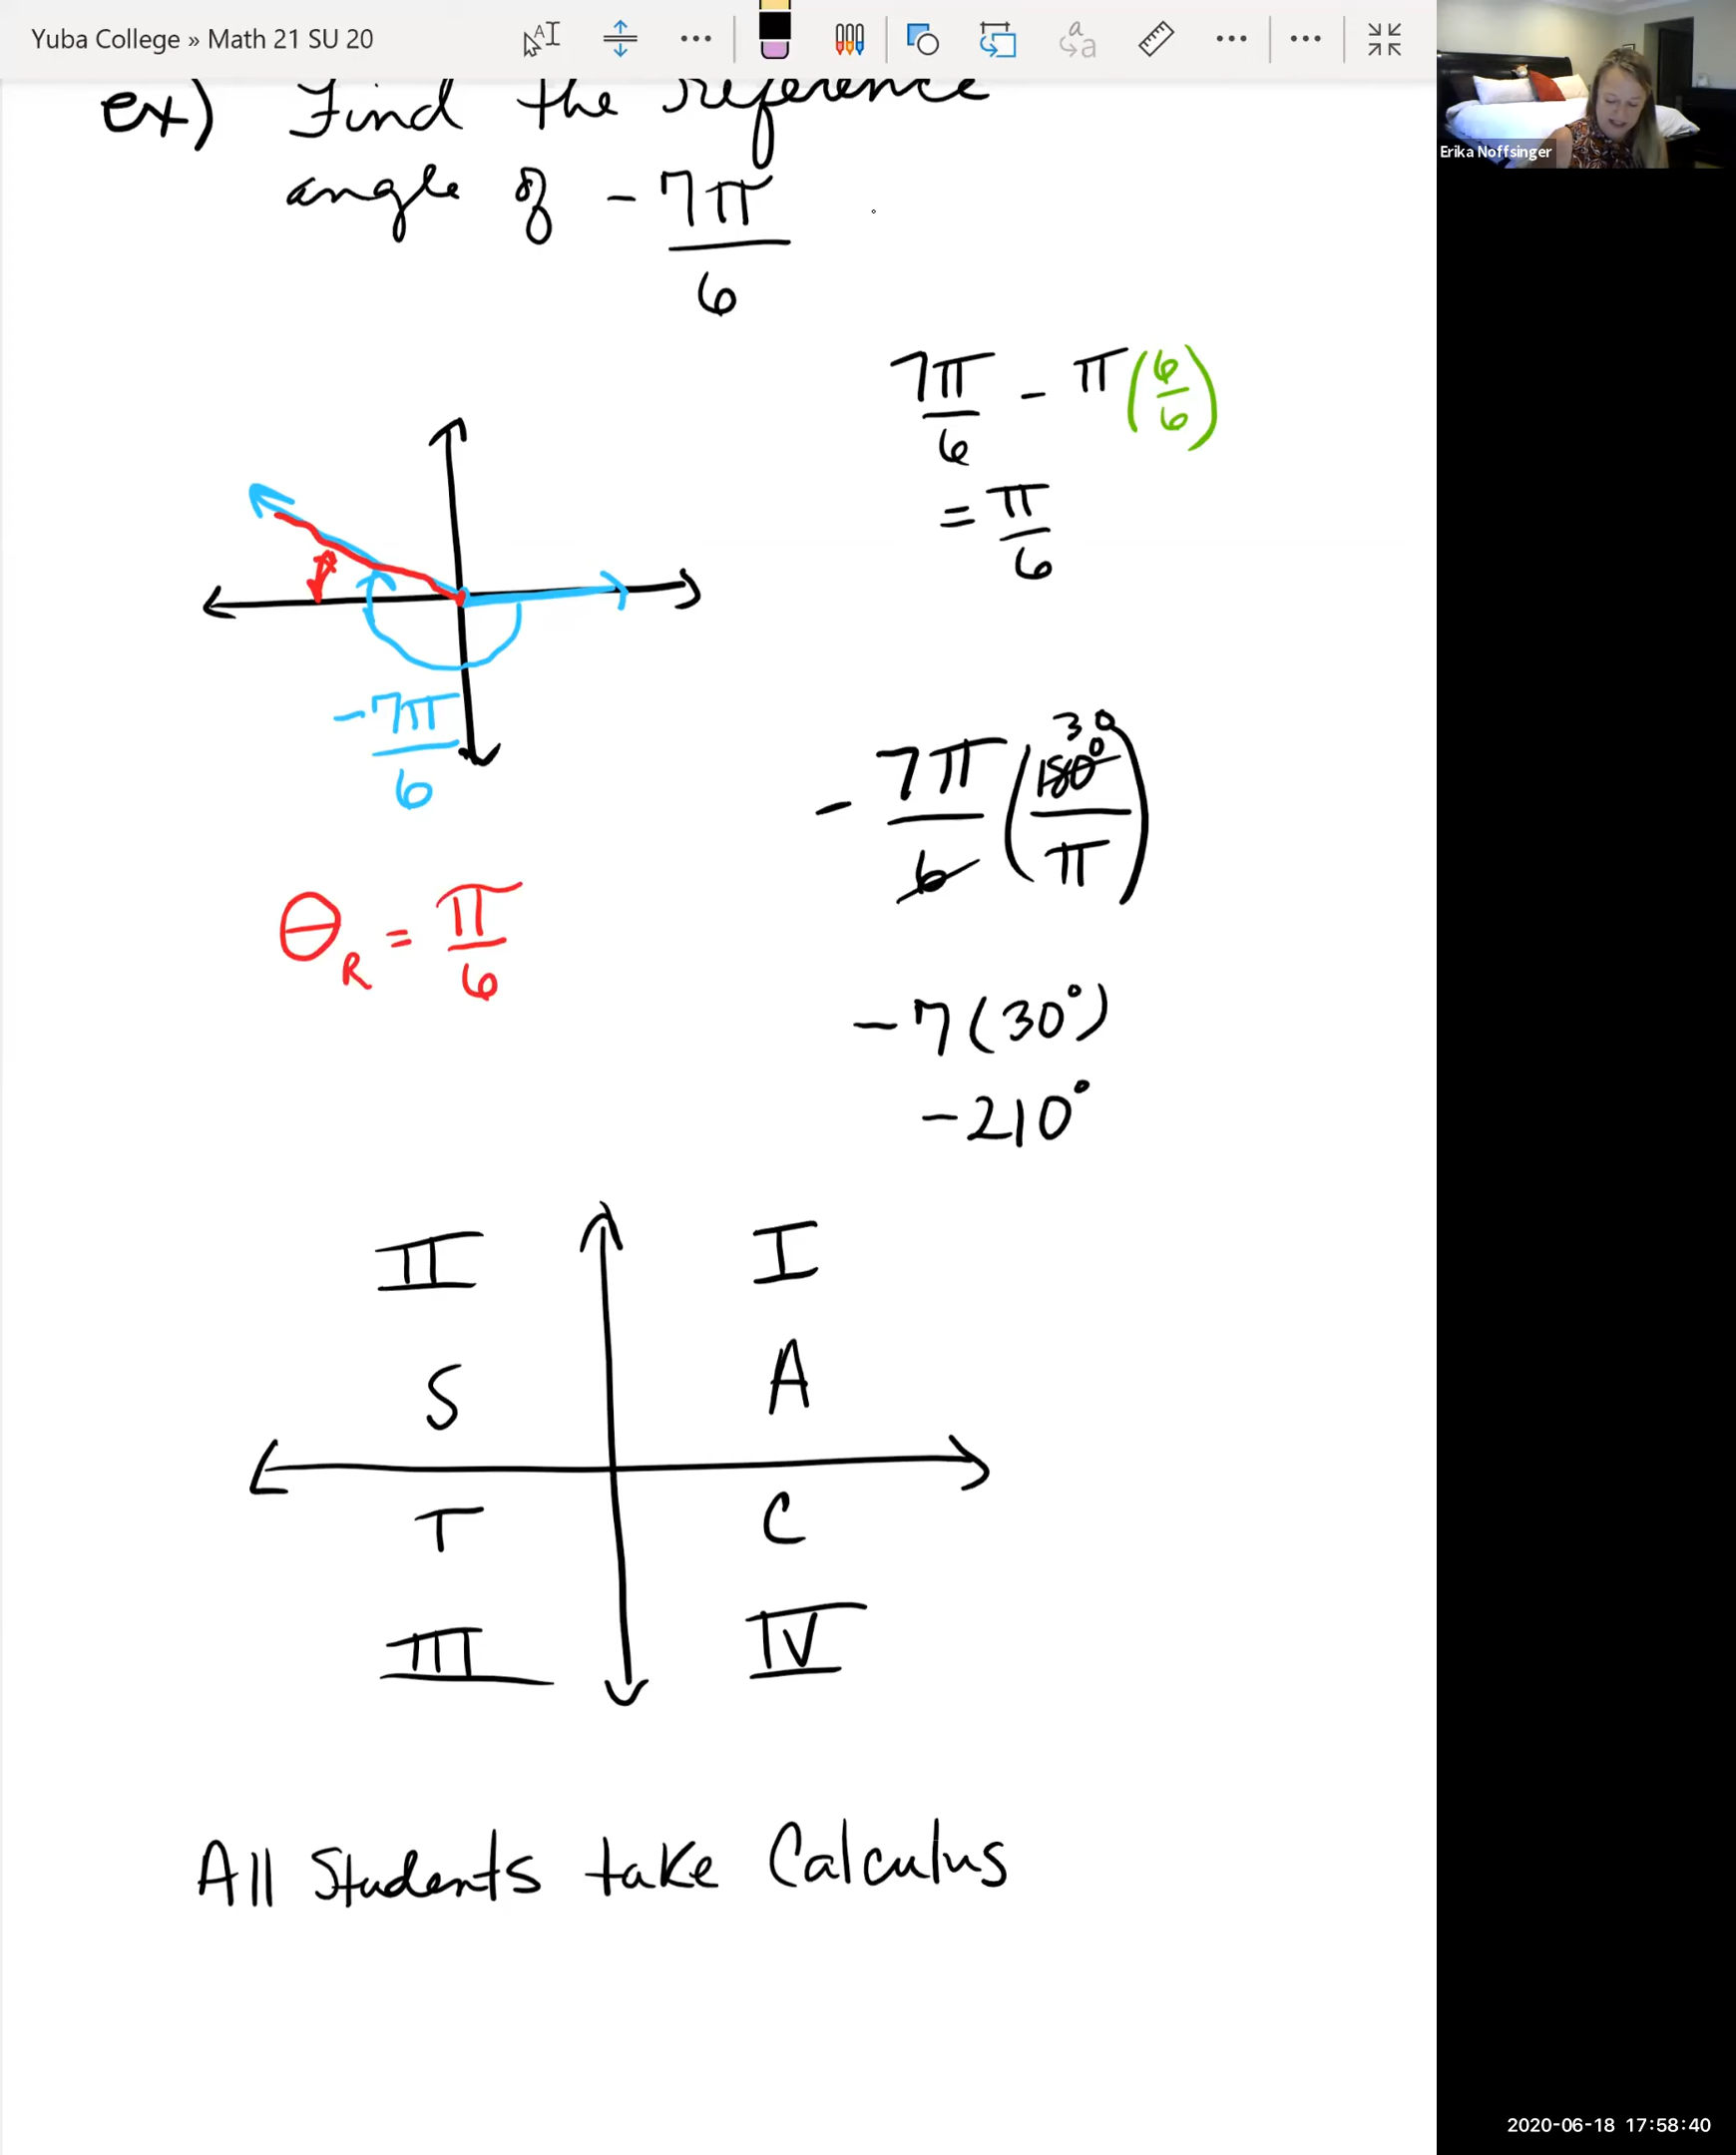 Yuba College » Math 21 SU 20
Erika Noffsinger
ex) Find the reference
angle of - 7π/6
7π/6 - π(6/6)
= π/6
-7π/6
- 7π/6 (180°/π) 30
θR = π/6
-7(30°)
-210°
II I
S A
T C
III IV
All Students take Calculus
2020-06-18 17:58:40